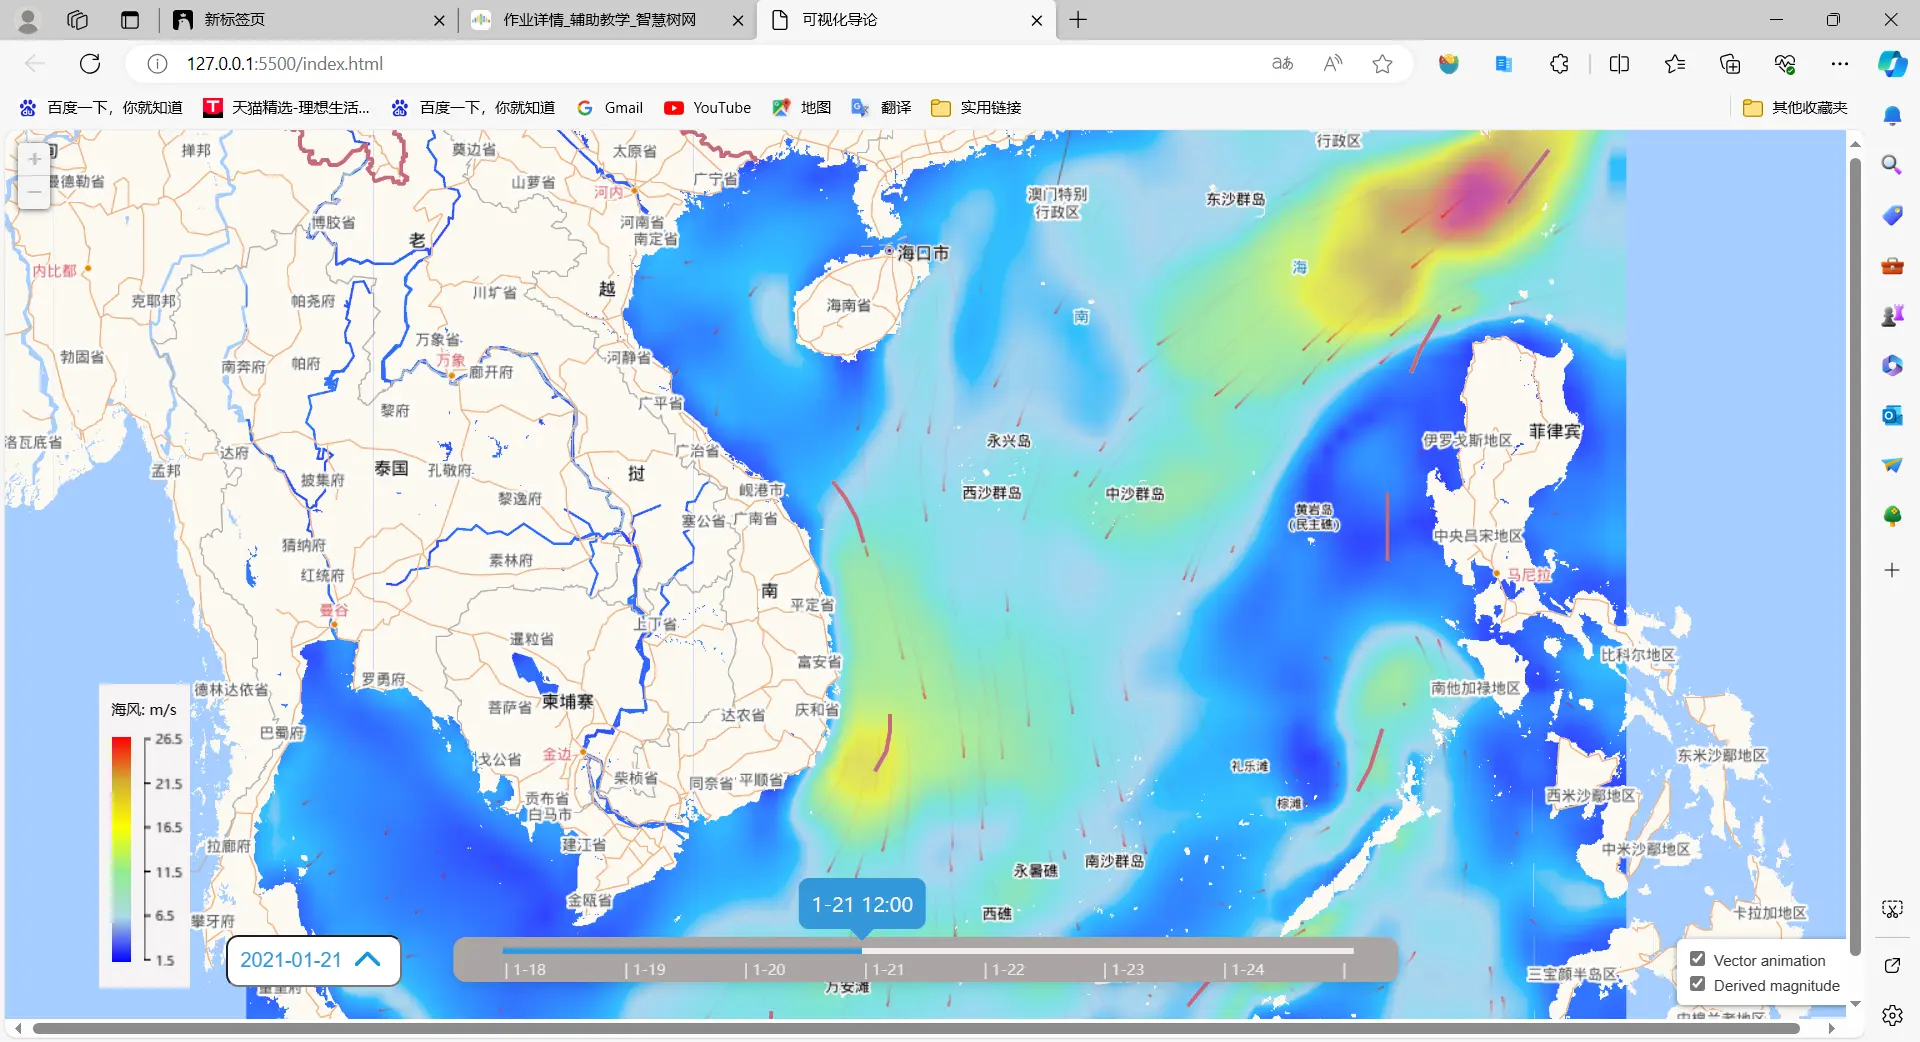 新标签页
作业详情_辅助教学_智慧树网
可视化导论
127.0.0.1:5500/index.html
百度一下，你就知道
天猫精选-理想生活...
百度一下，你就知道
Gmail
YouTube
地图
翻译
实用链接
其他收藏夹
+
−
掸邦
曼德勒省
奠边省
太原省
山萝省
河内
广宁省
行政区
博胶省
老
河南省
南定省
澳门特别
行政区
东沙群岛
内比都
海口市
海
克耶邦
帕尧府
川圹省
越
海南省
南
勃固省
南奔府
帕府
万象省
万象
廊开府
河静省
黎府
广平省
洛瓦底省
达府
孟邦
披集府
泰国
孔敬府
挝
广治省
永兴岛
伊罗戈斯地区
菲律宾
黎逸府
岘港市
西沙群岛
中沙群岛
塞公省
广南省
黄岩岛
(民主礁)
猜纳府
素林府
中央吕宋地区
红统府
南
平定省
马尼拉
曼谷
上丁省
暹粒省
富安省
比科尔地区
德林达依省
罗勇府
菩萨省
柬埔寨
达农省
庆和省
南他加禄地区
巴蜀府
戈公省
金边
柴桢省
同奈省
平顺省
礼乐滩
东米沙鄢地区
贡布省
白马市
棕滩
西米沙鄢地区
拉廊府
建江省
永暑礁
南沙群岛
中米沙鄢地区
攀牙府
金瓯省
西礁
卡拉加地区
万安滩
三宝颜半岛区
海风: m/s
26.5
21.5
16.5
11.5
6.5
1.5
2021-01-21
1-21 12:00
1-18
1-19
1-20
1-21
1-22
1-23
1-24
Vector animation
Derived magnitude